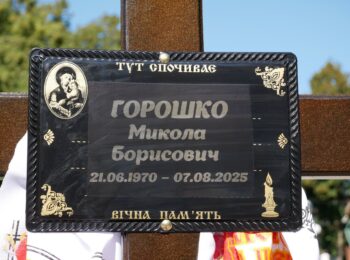 ТУТ СПОЧИВАЄ
ГОРОШКО
Микола
Борисович
21.06.1970 – 07.08.2025
ВІЧНА ПАМ'ЯТЬ